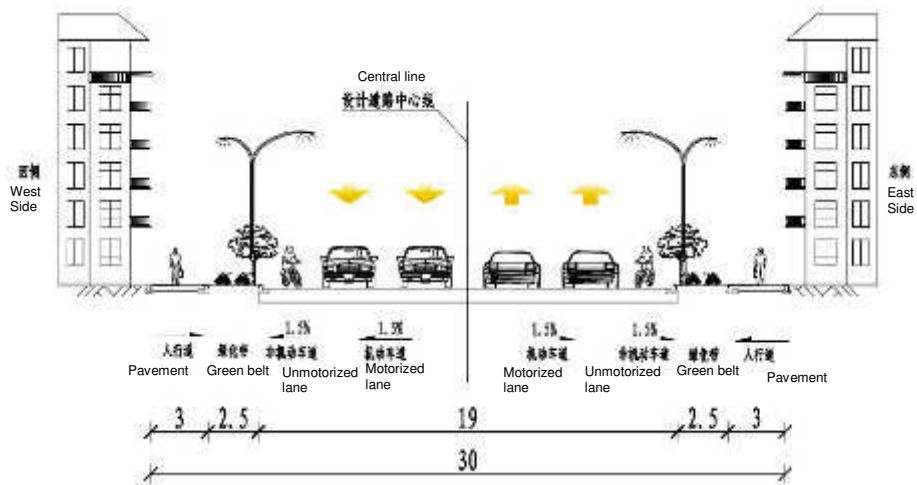 Central line
设计道路中心线
西侧
West
Side
东侧
East
Side
1.5%
1.5%
1.5%
1.5%
人行道
绿化带
非机动车道
机动车道
机动车道
非机动车道
绿化带
人行道
Pavement
Green belt
Unmotorized
lane
Motorized
lane
Motorized
lane
Unmotorized
lane
Green belt
Pavement
3
2.5
19
2.5
3
30